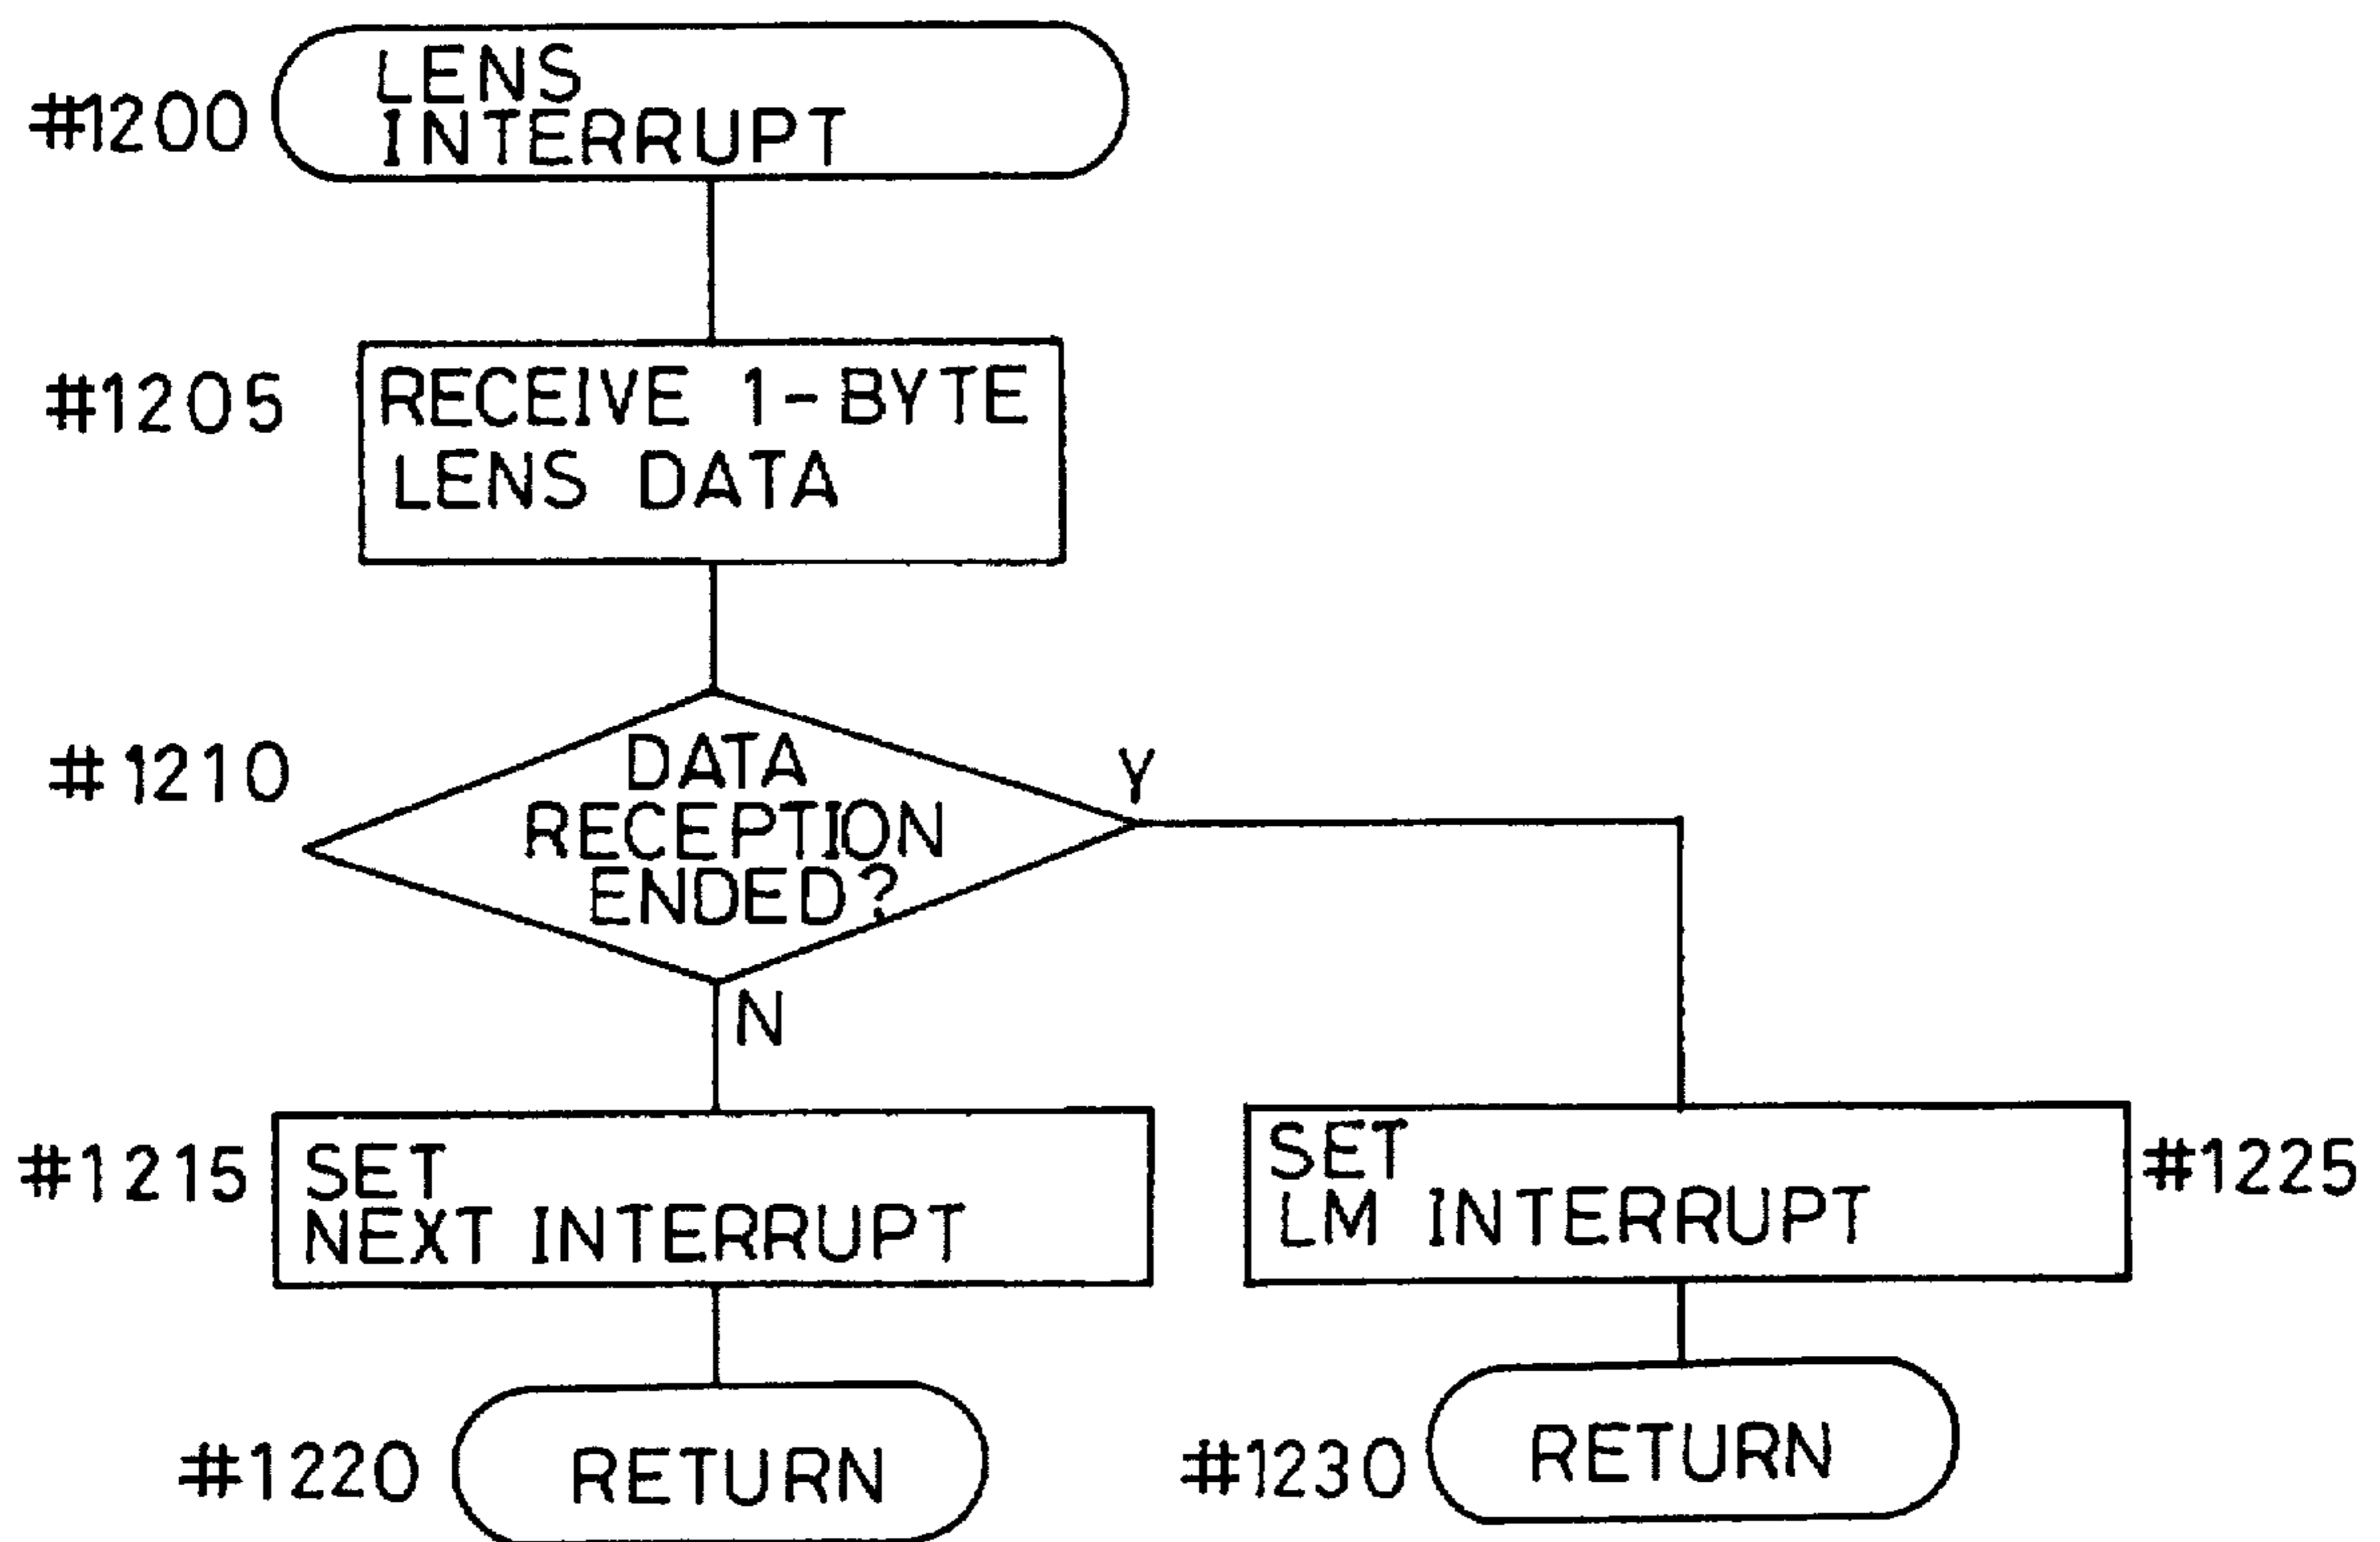 #1200
LENS
INTERRUPT
#1205
RECEIVE 1-BYTE
LENS DATA
#1210
DATA
RECEPTION
ENDED?
Y
N
#1215
SET
NEXT INTERRUPT
SET
LM INTERRUPT
#1225
#1220
RETURN
#1230
RETURN